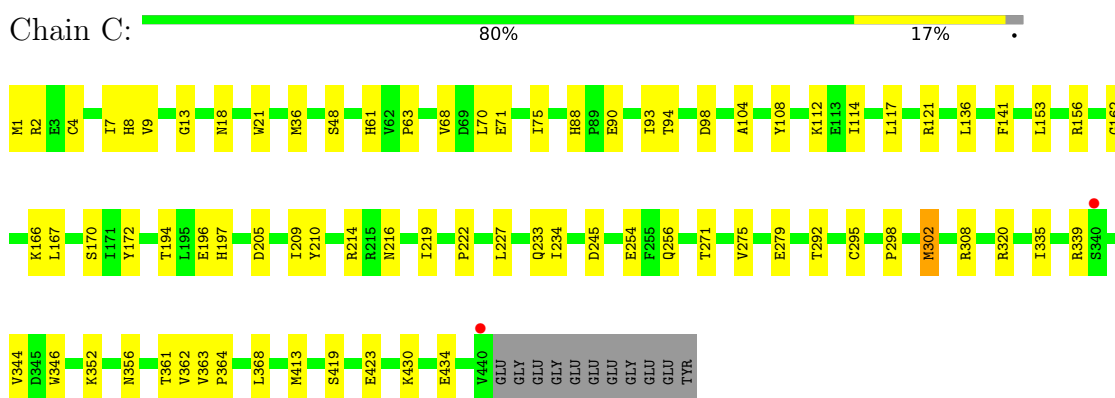 Chain C:
80% 17% •
M1 R2 E3 C4 I7 H8 V9 G13 N18 W21 M36 S48 H61 V62 P63 V68 D69 L70 E71 I75 H88 P89 E90 I93 T94 D98 A104 Y108 K112 E113 I114 L117 R121 L136 F141 L153 R156 G162
K166 L167 S170 I171 Y172 T194 L195 E196 H197 D205 I209 Y210 R214 R215 N216 I219 P222 L227 Q233 I234 D245 E254 F255 Q256 T271 V275 E279 T292 C295 P298 M302 R308 R320 I335 R339 S340
V344 D345 W346 K352 N356 T361 V362 V363 P364 L368 M413 S419 E423 K430 E434 V440 GLU GLY GLU GLU GLU GLU GLU GLY GLU GLU TYR